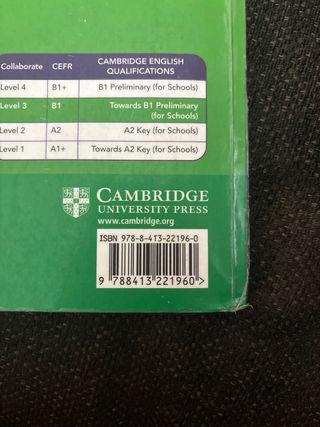 Collaborate CEFR CAMBRIDGE ENGLISH
QUALIFICATIONS
Level 4 B1+ B1 Preliminary (for Schools)
Level 3 B1 Towards B1 Preliminary
(for Schools)
Level 2 A2 A2 Key (for Schools)
Level 1 A1+ Towards A2 Key (for Schools)
CAMBRIDGE
UNIVERSITY PRESS
www.cambridge.org
ISBN 978-8-413-22196-0
9 788413 221960 >